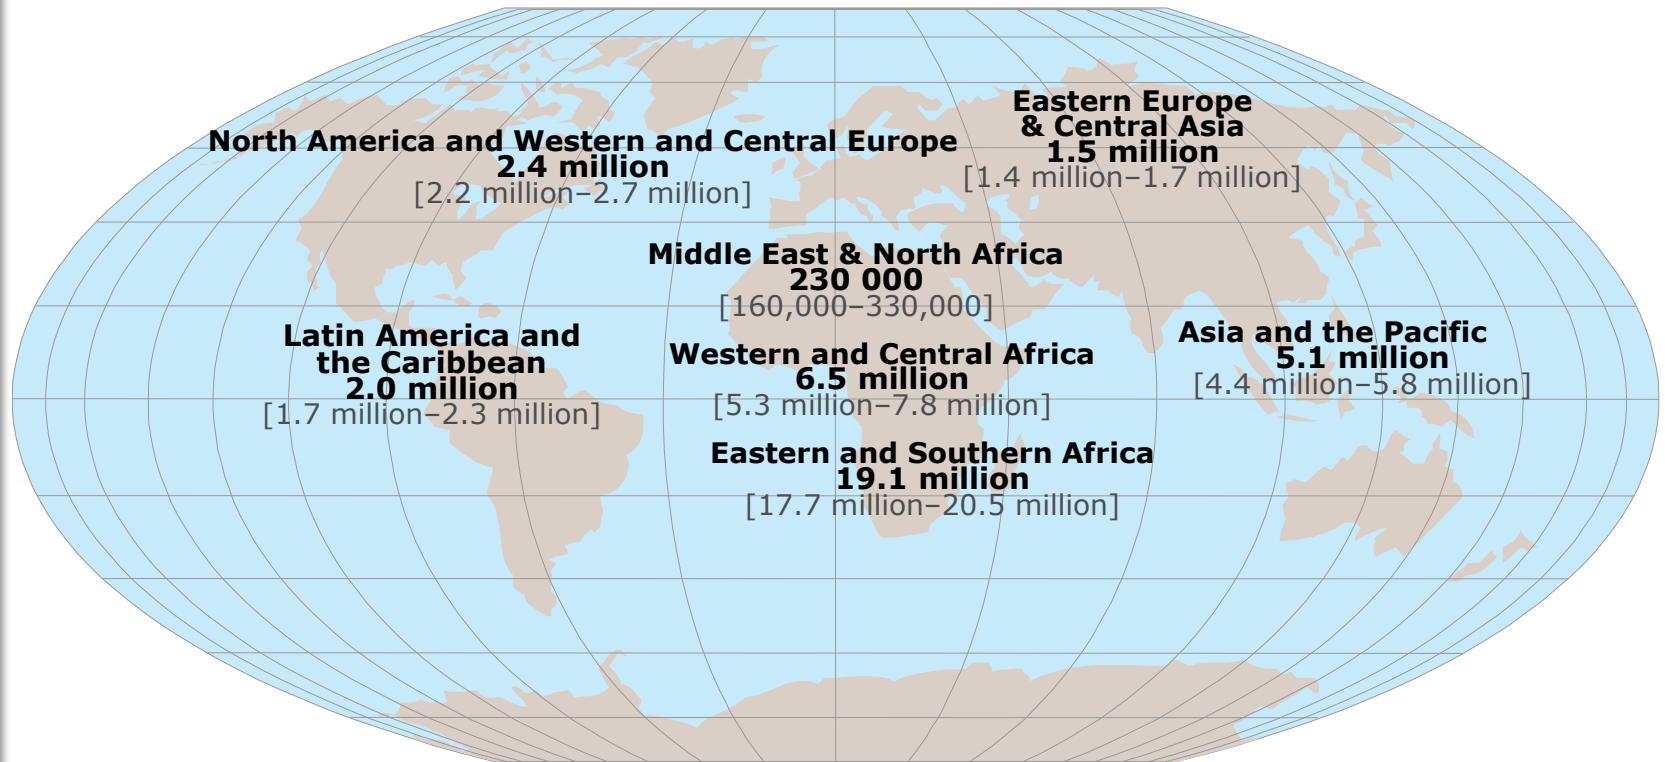 North America and Western and Central Europe
2.4 million
[2.2 million–2.7 million]
Eastern Europe
& Central Asia
1.5 million
[1.4 million–1.7 million]
Middle East & North Africa
230 000
[160,000–330,000]
Latin America and
the Caribbean
2.0 million
[1.7 million–2.3 million]
Western and Central Africa
6.5 million
[5.3 million–7.8 million]
Asia and the Pacific
5.1 million
[4.4 million–5.8 million]
Eastern and Southern Africa
19.1 million
[17.7 million–20.5 million]